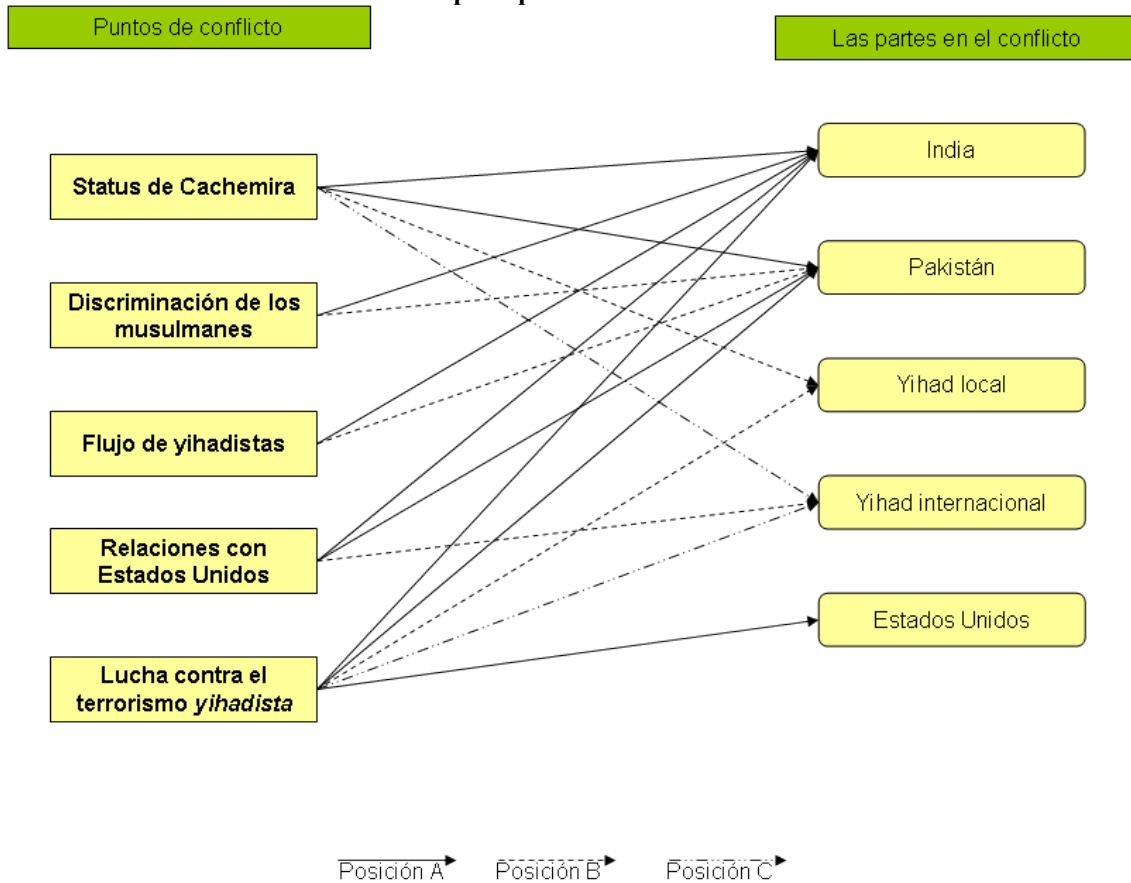 Puntos de conflicto
Las partes en el conflicto
Status de Cachemira
Discriminación de los
musulmanes
Flujo de yihadistas
Relaciones con
Estados Unidos
Lucha contra el
terrorismo yihadista
India
Pakistán
Yihad local
Yihad internacional
Estados Unidos
Posición A
Posición B
Posición C